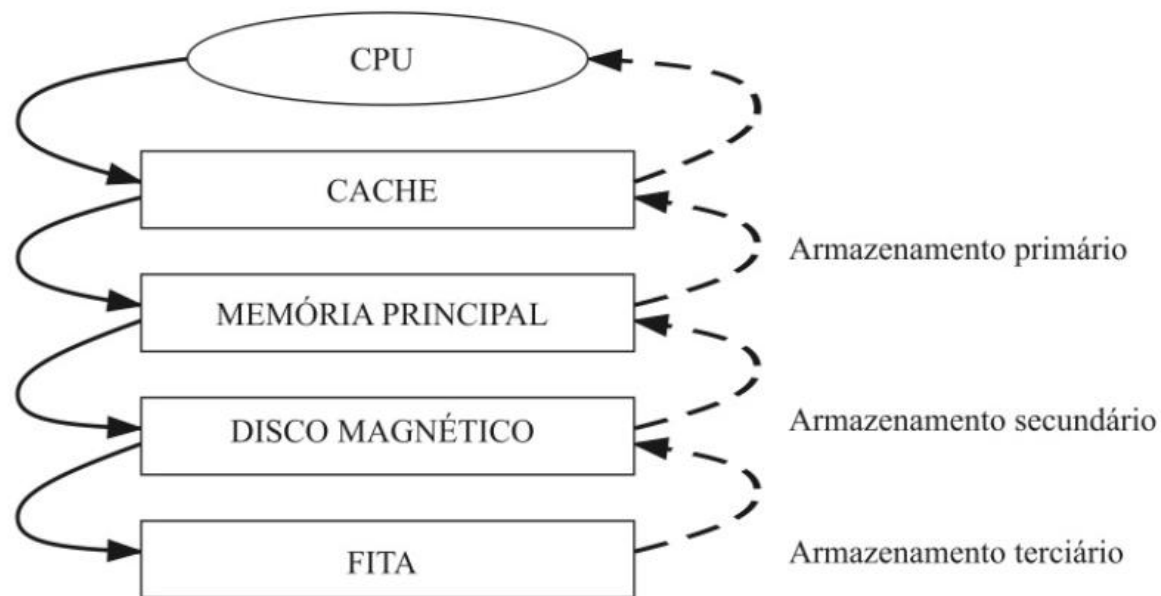 CPU
CACHE
Armazenamento primário
MEMÓRIA PRINCIPAL
Armazenamento secundário
DISCO MAGNÉTICO
Armazenamento terciário
FITA